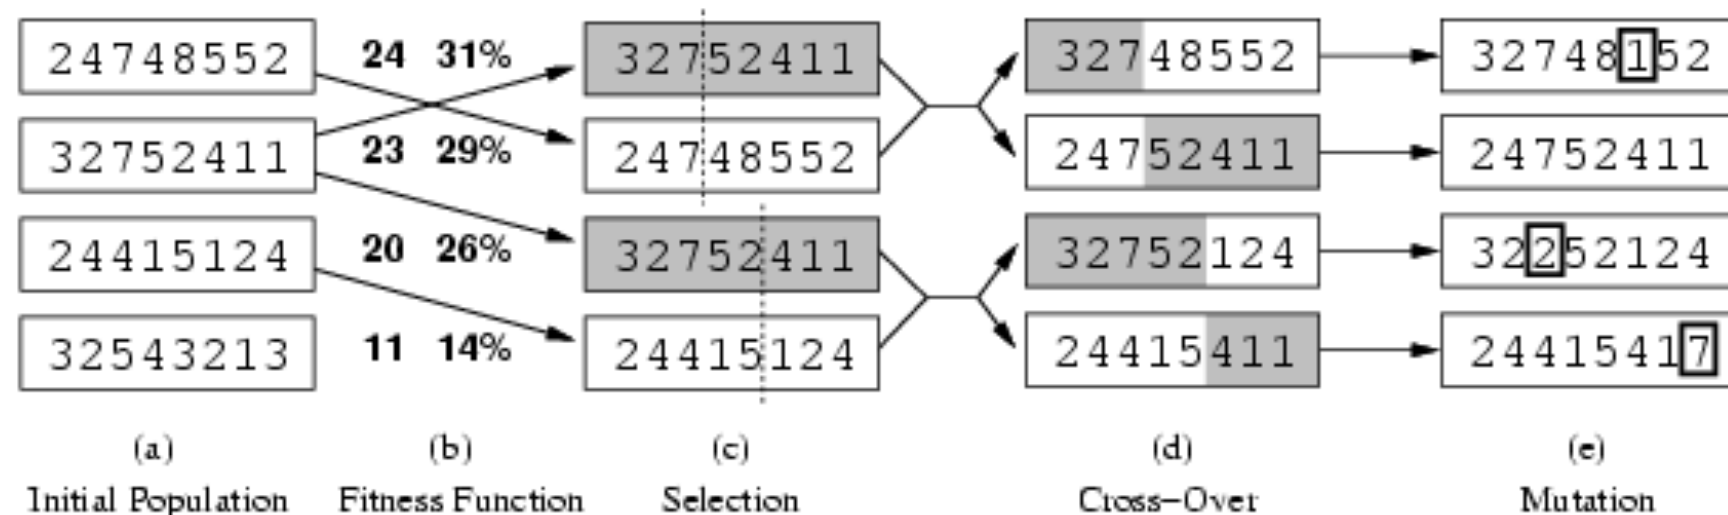 24748552 24 31% 32752411 32748552 32748152
32752411 23 29% 24748552 24752411 24752411
24415124 20 26% 32752411 32752124 32252124
32543213 11 14% 24415124 24415411 24415417
(a) (b) (c) (d) (e)
Initial Population Fitness Function Selection Cross–Over Mutation